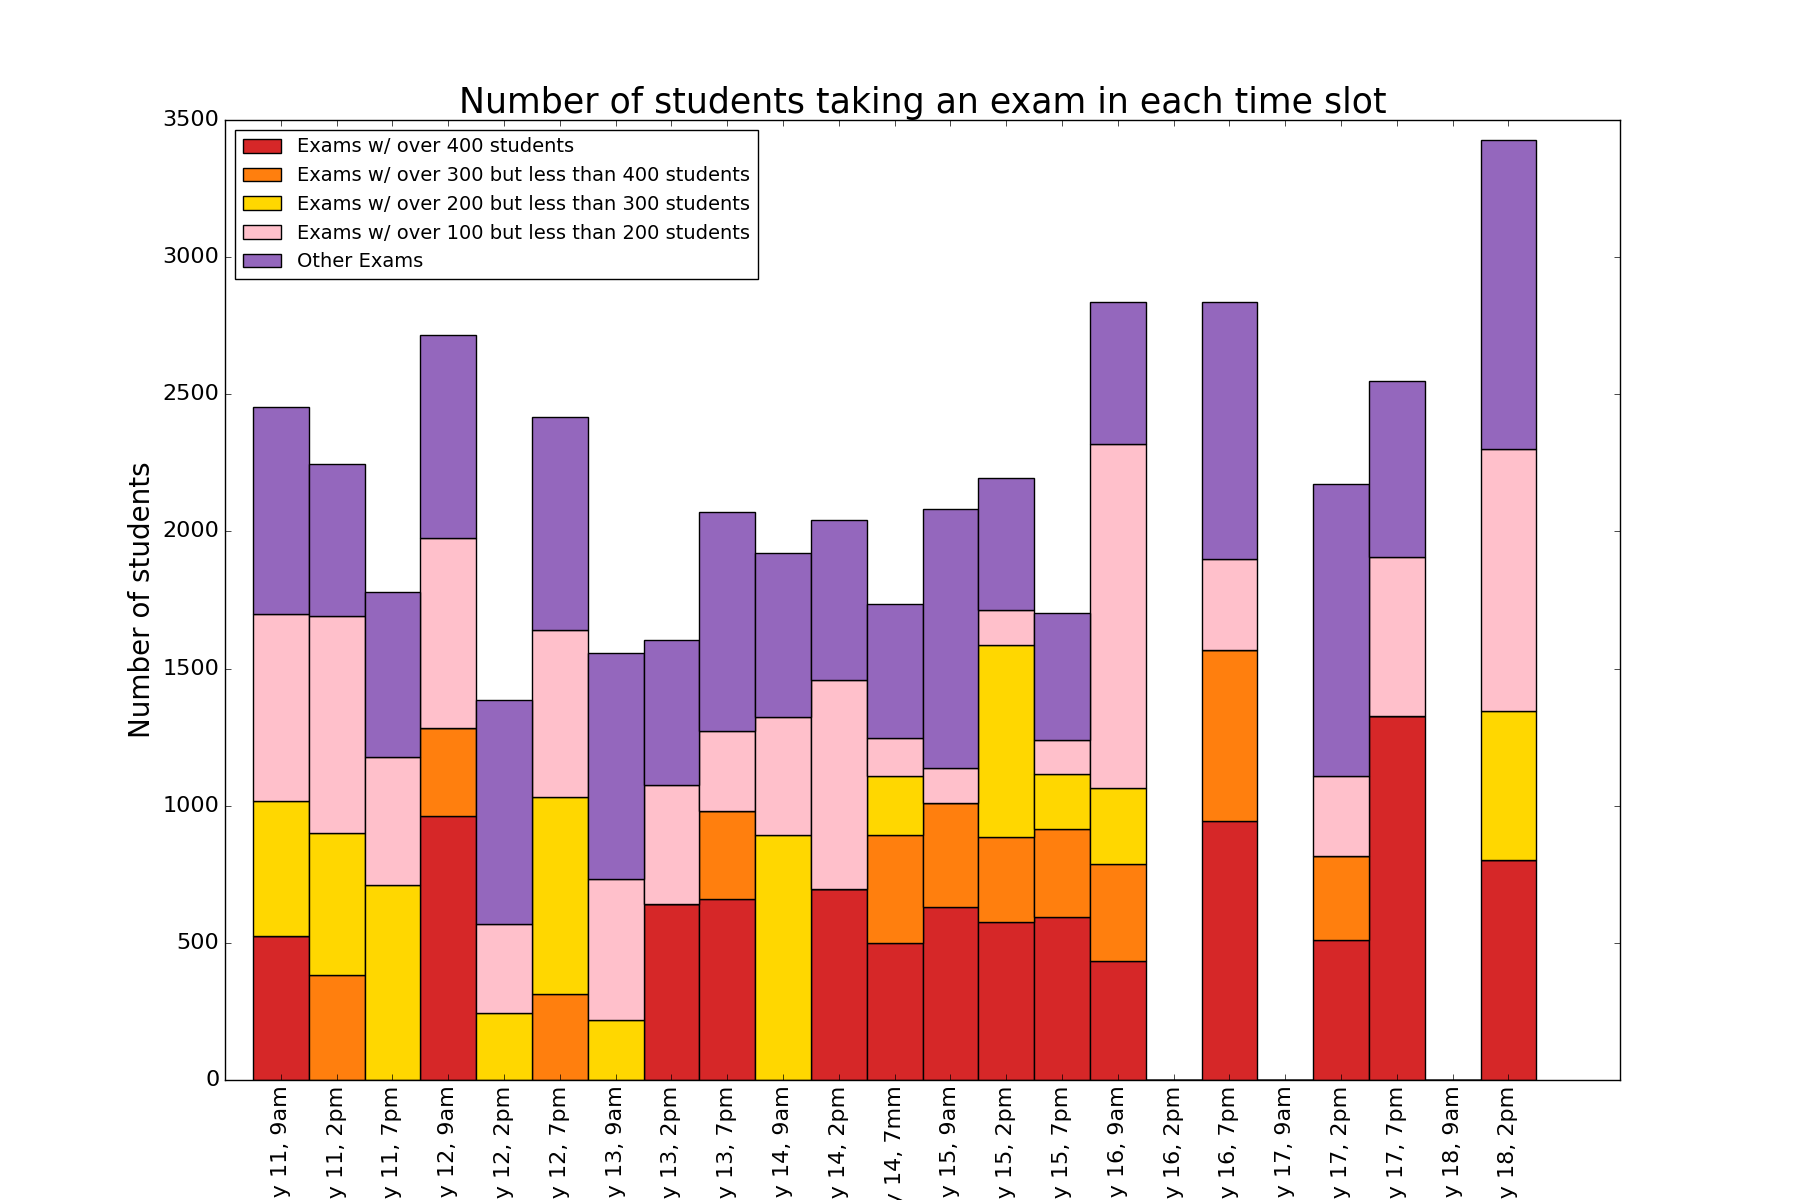 Number of students taking an exam in each time slot
3500
3000
2500
2000
1500
1000
500
0
Number of students
Exams w/ over 400 students
Exams w/ over 300 but less than 400 students
Exams w/ over 200 but less than 300 students
Exams w/ over 100 but less than 200 students
Other Exams
y 11, 9am
y 11, 2pm
y 11, 7pm
y 12, 9am
y 12, 2pm
y 12, 7pm
y 13, 9am
y 13, 2pm
y 13, 7pm
y 14, 9am
y 14, 2pm
y 14, 7mm
y 15, 9am
y 15, 2pm
y 15, 7pm
y 16, 9am
y 16, 2pm
y 16, 7pm
y 17, 9am
y 17, 2pm
y 17, 7pm
y 18, 9am
y 18, 2pm